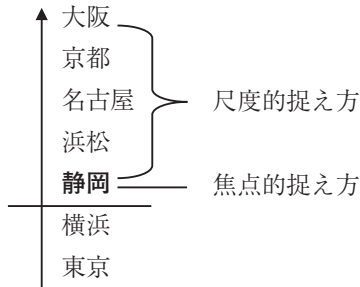 大阪
京都
名古屋 尺度的捉え方
浜松
静岡 焦点的捉え方
横浜
東京